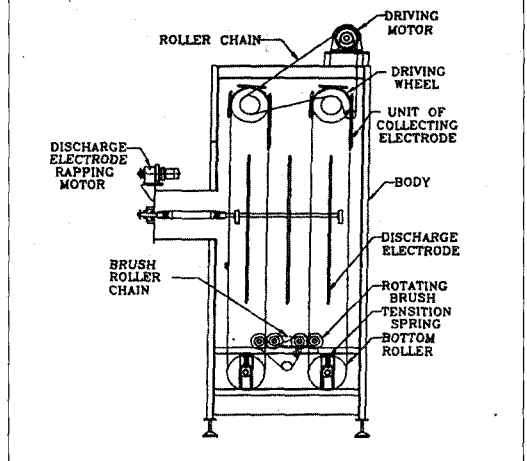 DRIVING
MOTOR
ROLLER CHAIN
DRIVING
WHEEL
UNIT OF
COLLECTING
ELECTRODE
DISCHARGE
ELECTRODE
RAPPING
MOTOR
BODY
DISCHARGE
ELECTRODE
BRUSH
ROLLER
CHAIN
ROTATING
BRUSH
TENSITION
SPRING
BOTTOM
ROLLER